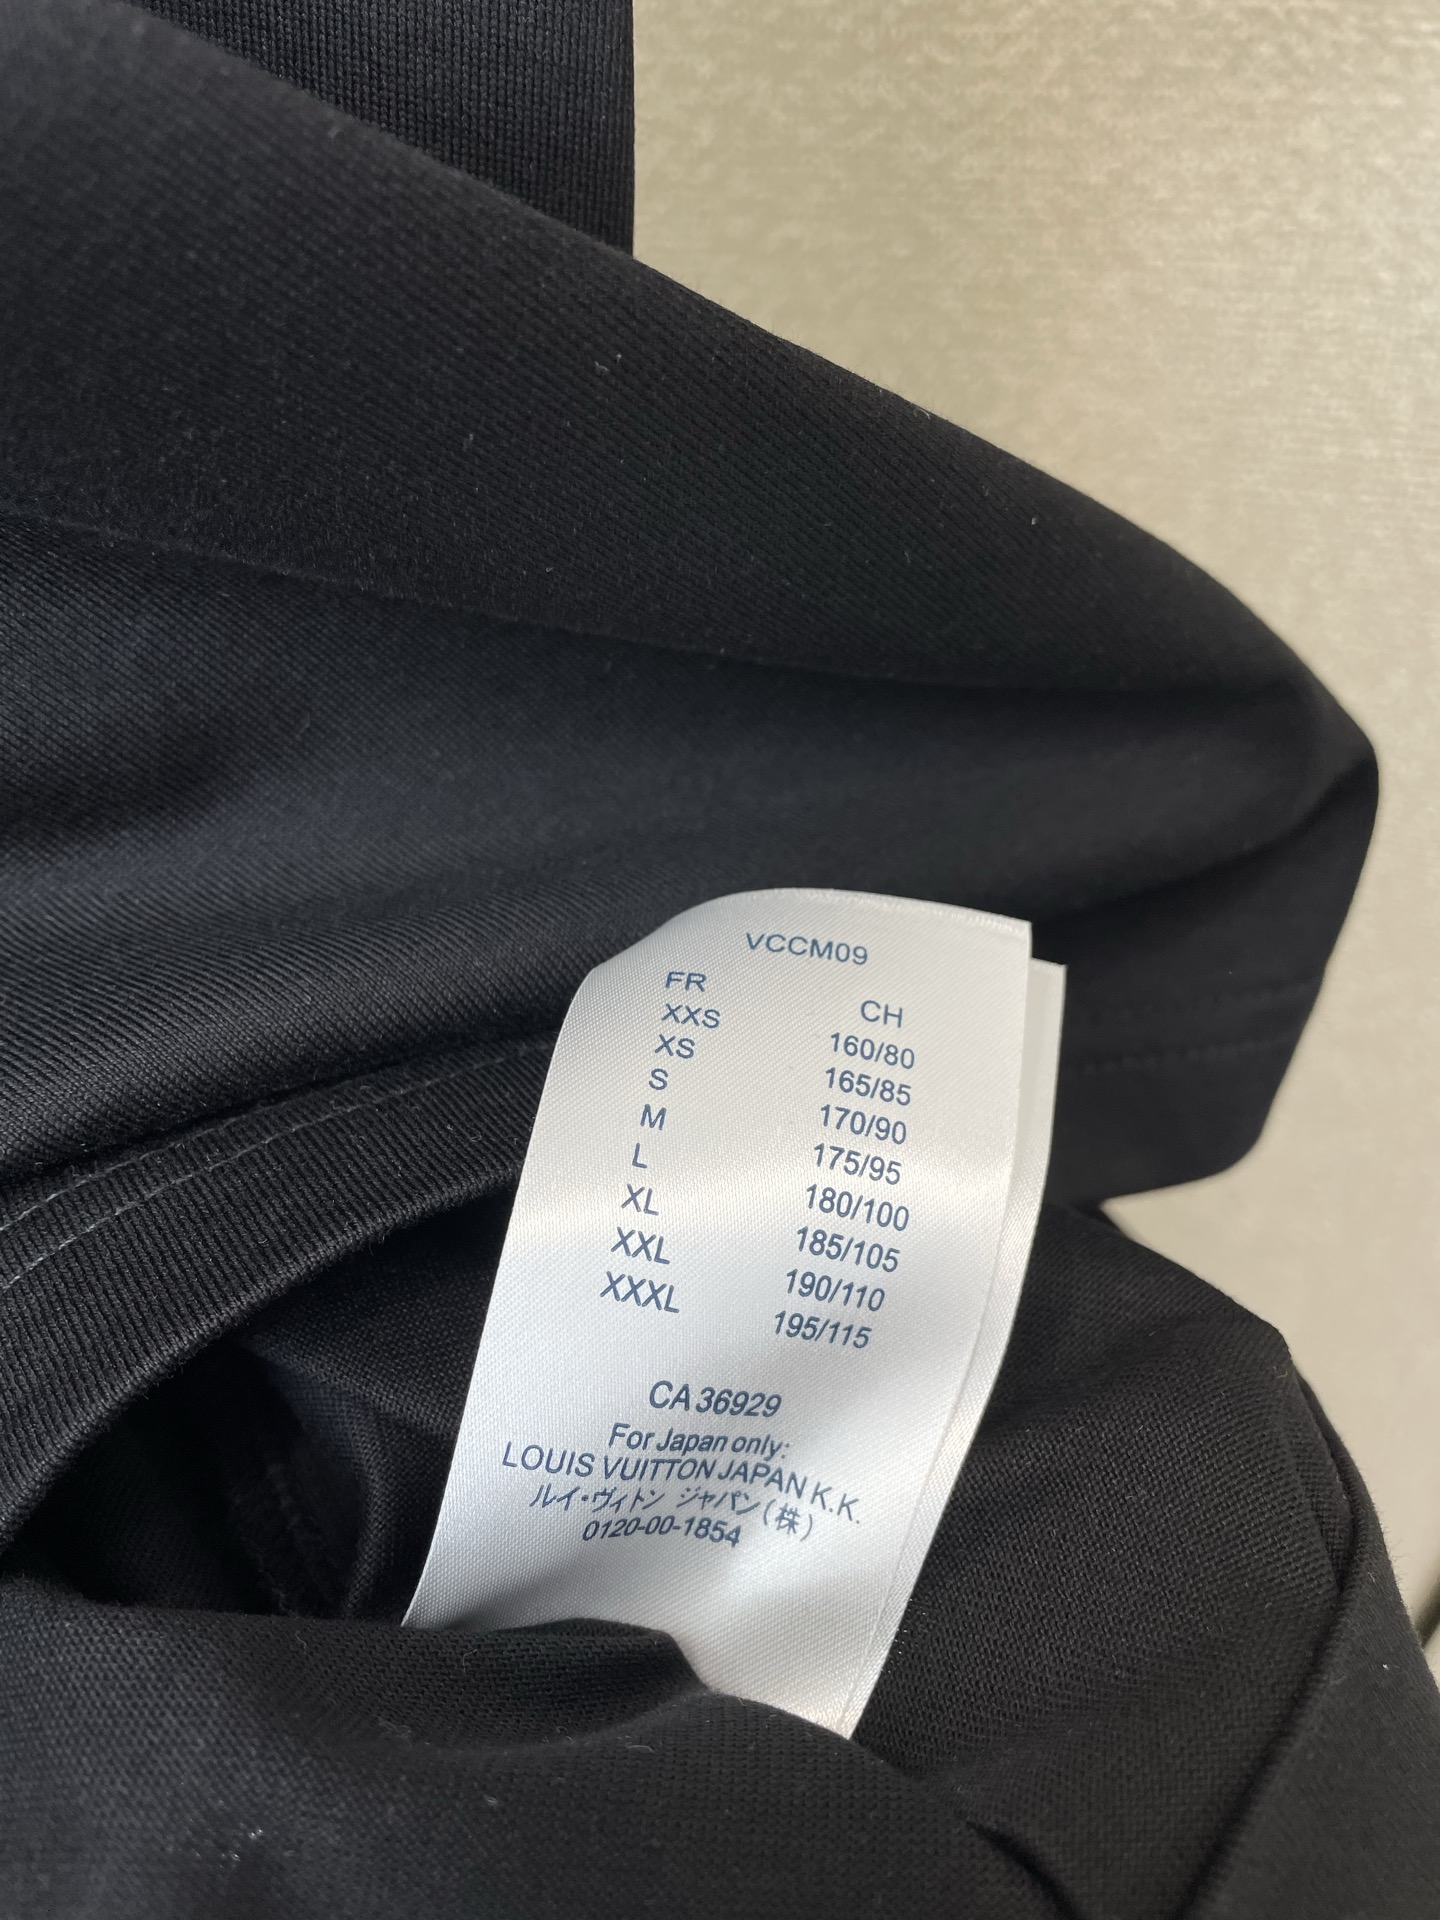 VCCM09
FR CH
XXS 160/80
XS 165/85
S 170/90
M 175/95
L 180/100
XL 185/105
XXL 190/110
XXXL 195/115
CA 36929
For Japan only:
LOUIS VUITTON JAPAN K.K.
ルイ・ヴィトン ジャパン(株)
0120-00-1854